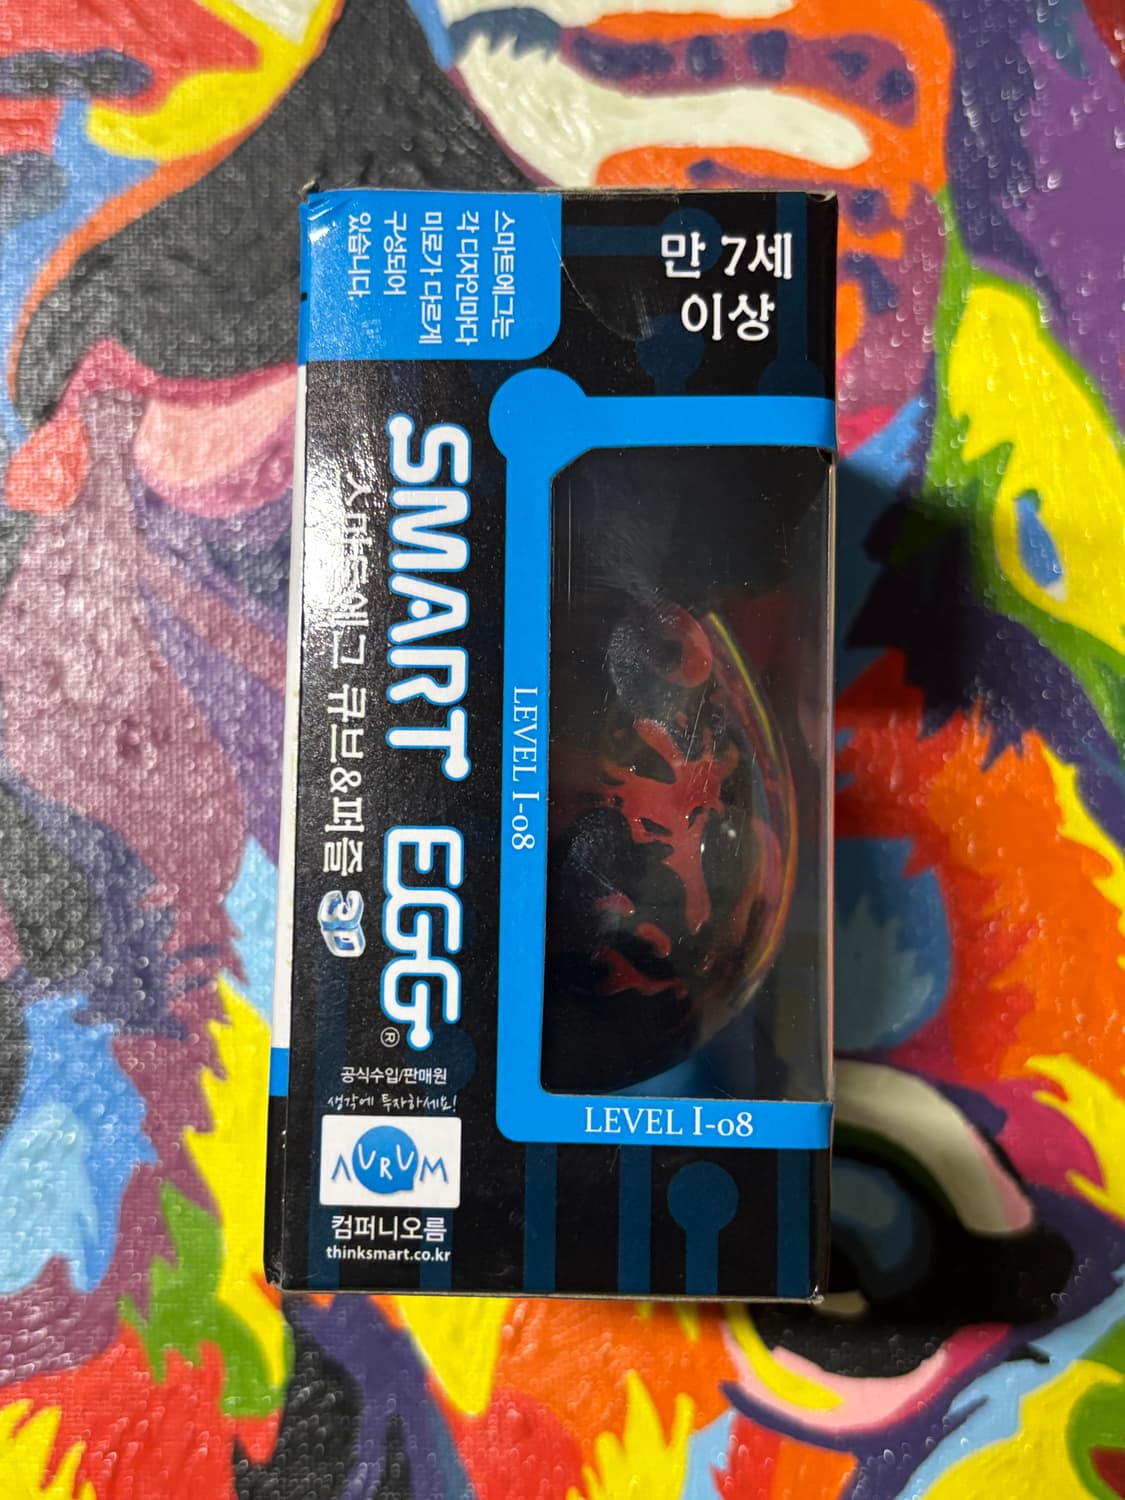 만 7세
이상
스마트에그는
각 디자인마다
미로가 다르게
구성되어
있습니다.
SMART EGG®
스마트에그 큐브&퍼즐 3D
LEVEL I-08
LEVEL I-08
공식수입/판매원
생각에 투자하세요!
AURUM
컴퍼니오름
thinksmart.co.kr